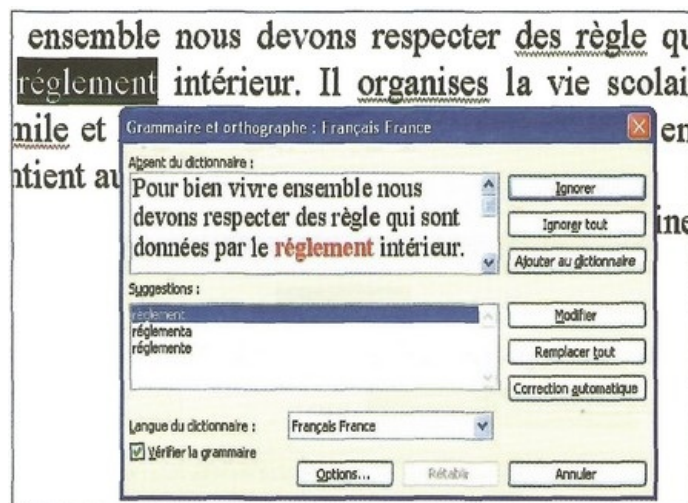 ensemble nous devons respecter des règle qu
réglement intérieur. Il organises la vie scolai
mile et
en
ntient au
ine
Grammaire et orthographe : Français France
Absent du dictionnaire :
Pour bien vivre ensemble nous
devons respecter des règle qui sont
données par le réglement intérieur.
Ignorer
Ignorer tout
Ajouter au dictionnaire
Suggestions :
règlement
réglementa
réglemente
Modifier
Remplacer tout
Correction automatique
Langue du dictionnaire :
Français France
Vérifier la grammaire
Options...
Rétablir
Annuler